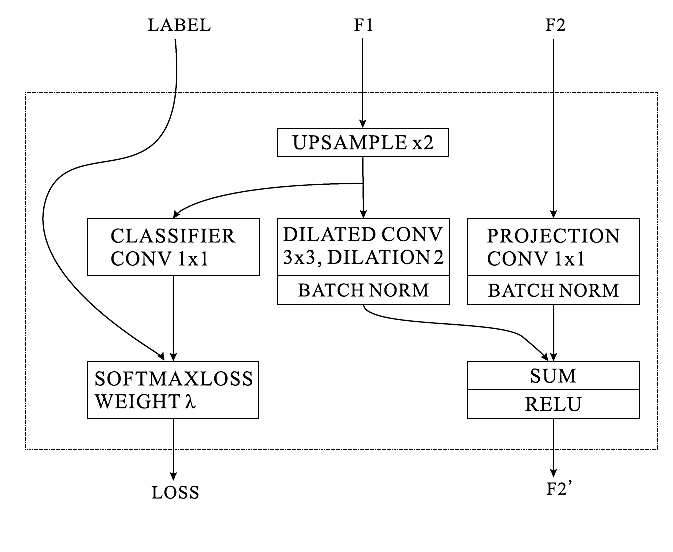 LABEL
F1
F2
UPSAMPLE x2
CLASSIFIER
CONV 1x1
DILATED CONV
3x3, DILATION 2
BATCH NORM
PROJECTION
CONV 1x1
BATCH NORM
SOFTMAXLOSS
WEIGHT λ
SUM
RELU
LOSS
F2’